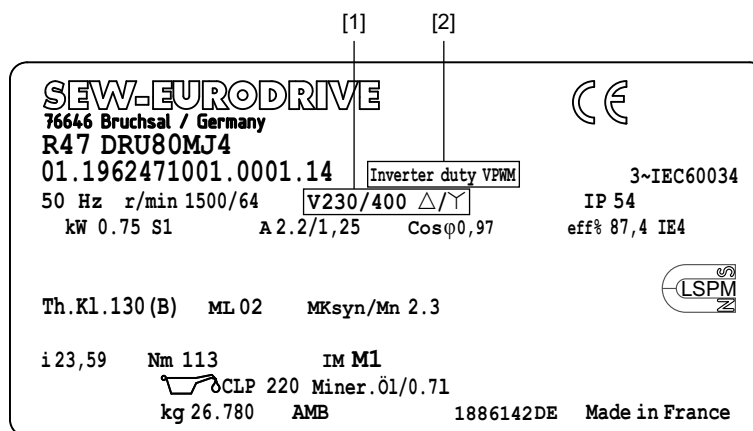 [1] [2]
SEW-EURODRIVE
76646 Bruchsal / Germany
CE
R47 DRU80MJ4
01.1962471001.0001.14 Inverter duty VPWM 3~IEC60034
50 Hz r/min 1500/64 V230/400 △/Y IP 54
kW 0.75 S1 A 2.2/1,25 Cosφ0,97 eff% 87,4 IE4
LSPM S N
Th.Kl.130(B) ML 02 MKsyn/Mn 2.3
i 23,59 Nm 113 IM M1
CLP 220 Miner.Öl/0.7l
kg 26.780 AMB 1886142DE Made in France